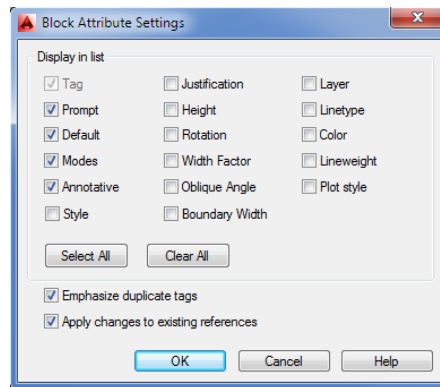 Block Attribute Settings
Display in list
Tag Justification Layer
Prompt Height Linetype
Default Rotation Color
Modes Width Factor Lineweight
Annotative Oblique Angle Plot style
Style Boundary Width
Select All Clear All
Emphasize duplicate tags
Apply changes to existing references
OK Cancel Help